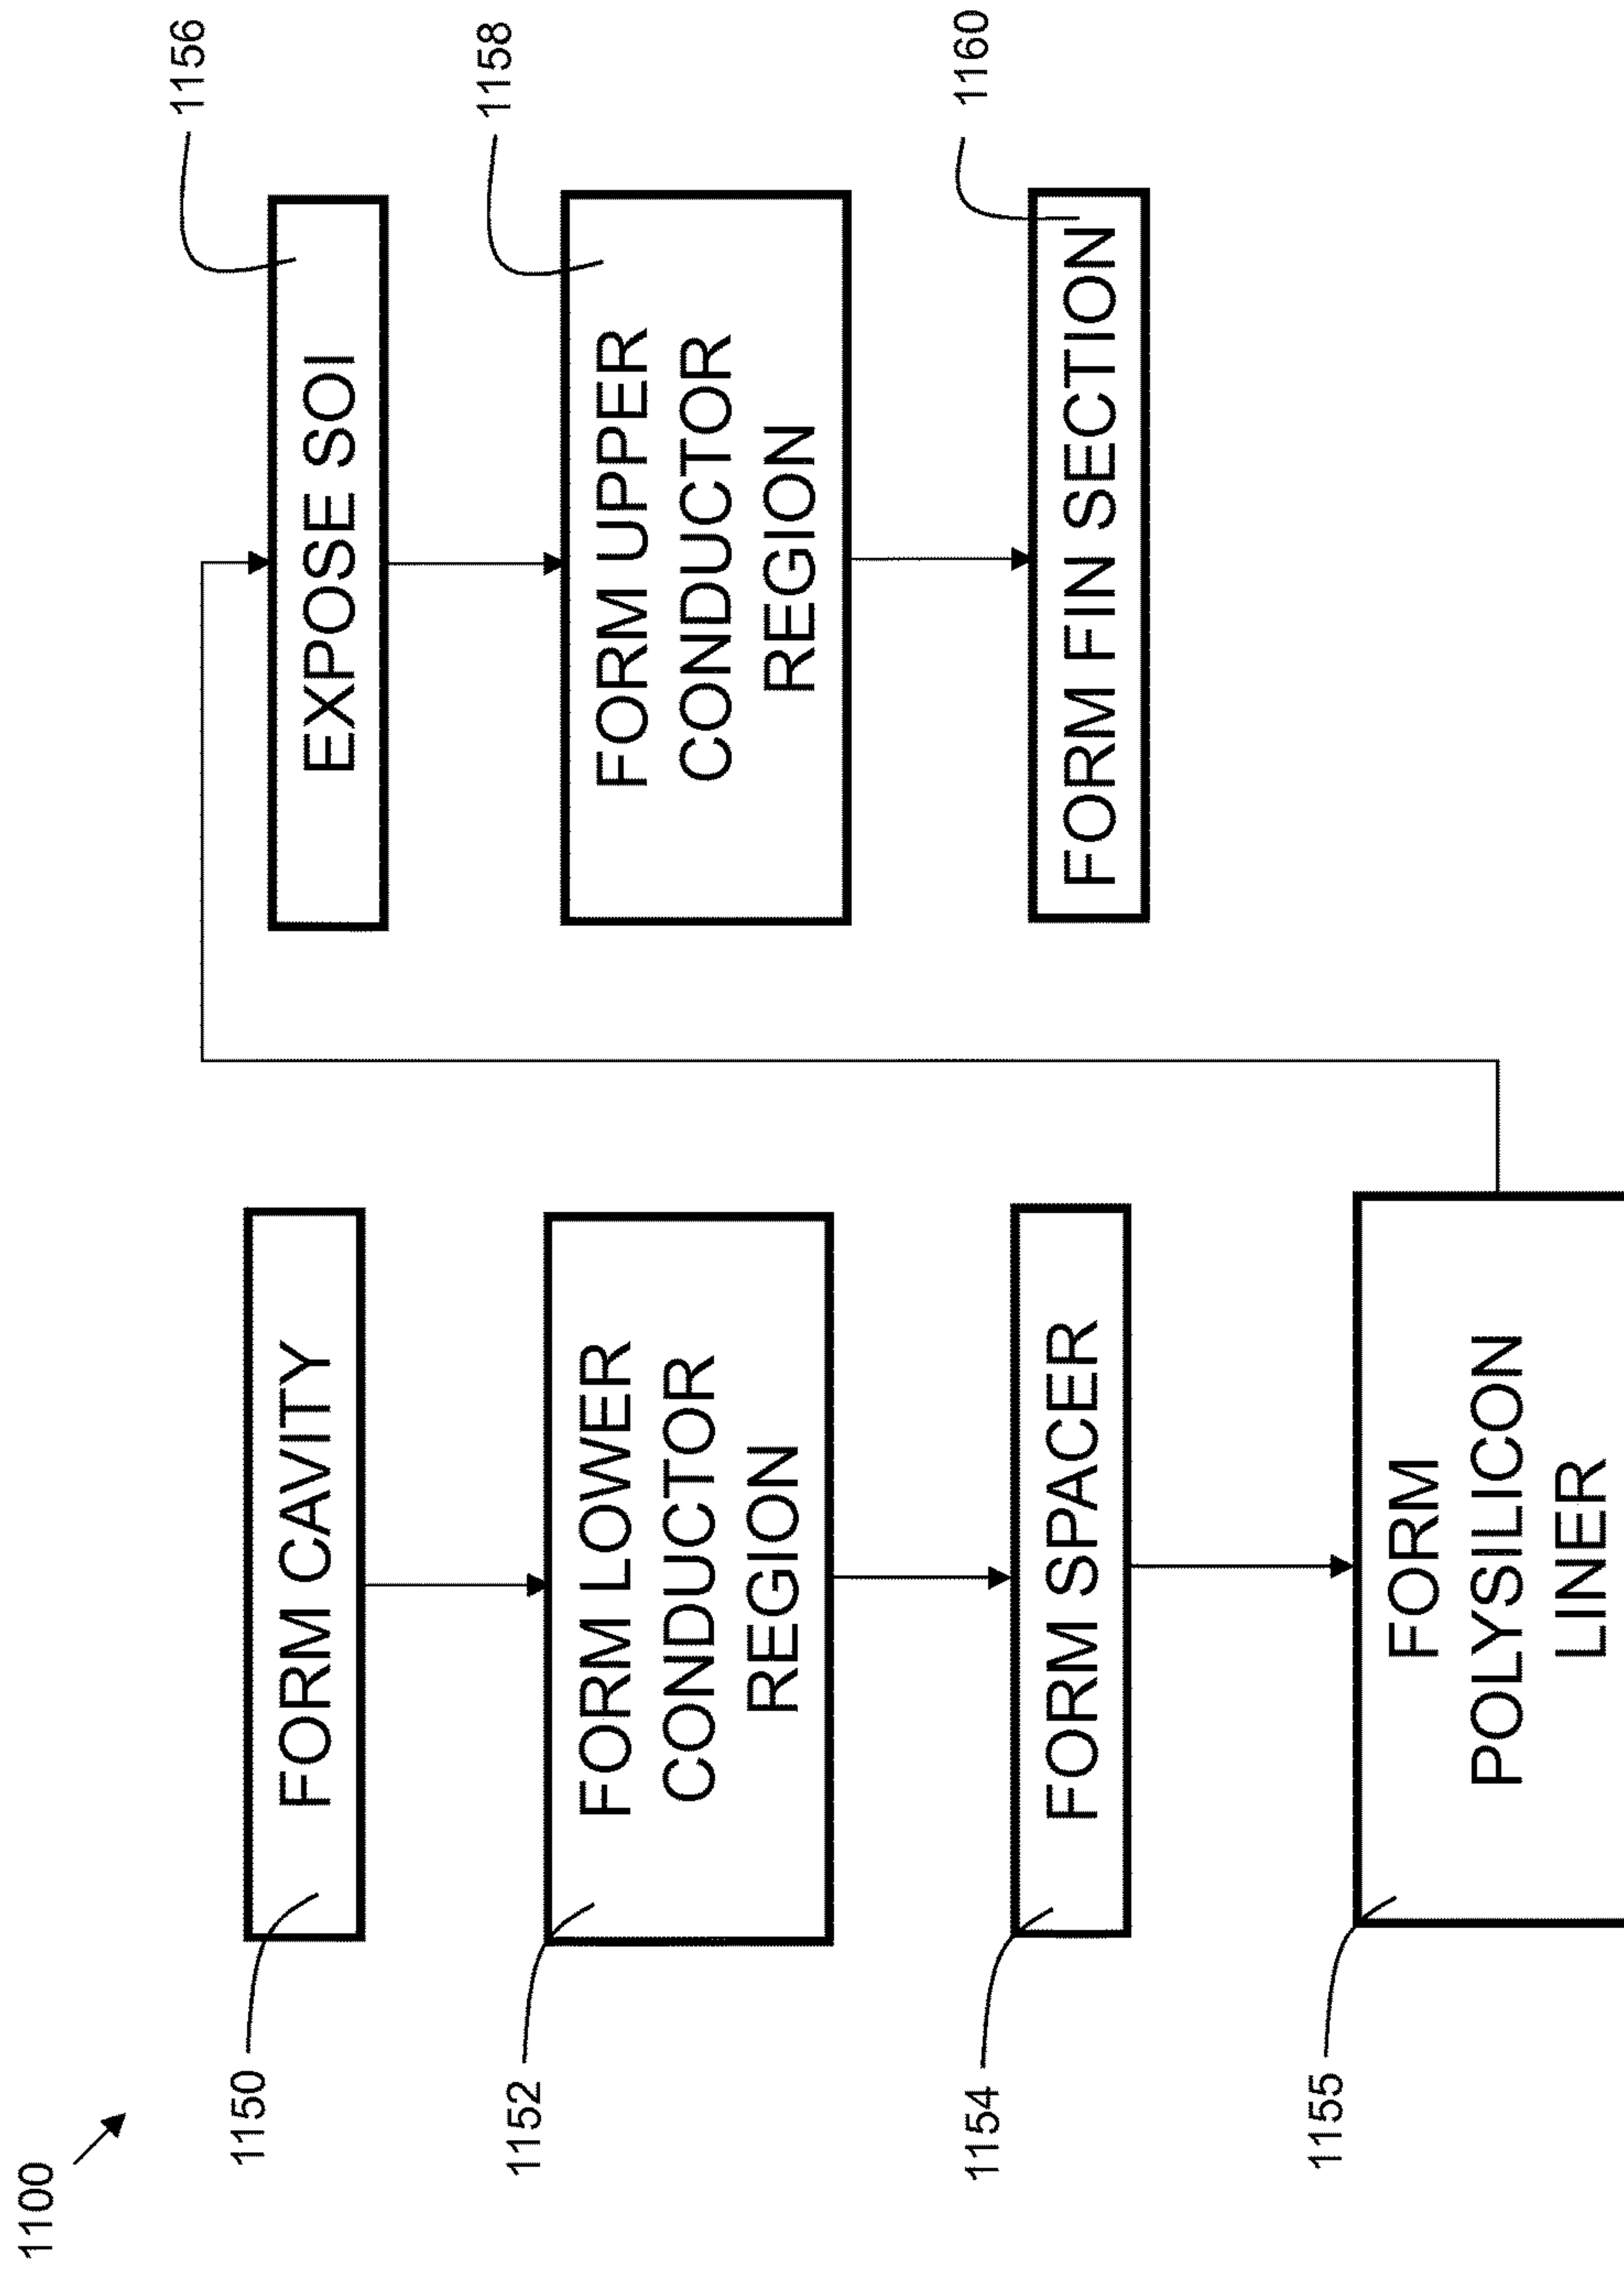 1100
1150
FORM CAVITY
1152
FORM LOWER
CONDUCTOR
REGION
1154
FORM SPACER
1155
FORM
POLYSILICON
LINER
1156
EXPOSE SOI
1158
FORM UPPER
CONDUCTOR
REGION
1160
FORM FIN SECTION